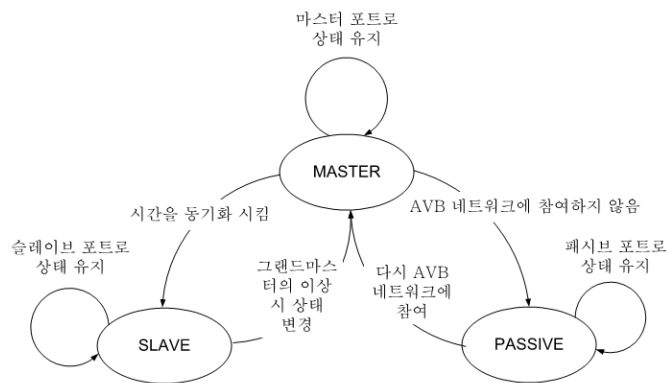 마스터 포트로
상태 유지
MASTER
시간을 동기화 시킴
AVB 네트워크에 참여하지 않음
슬레이브 포트로
상태 유지
그랜드마스
터의 이상
시 상태
변경
다시 AVB
네트워크에
참여
패시브 포트로
상태 유지
SLAVE
PASSIVE